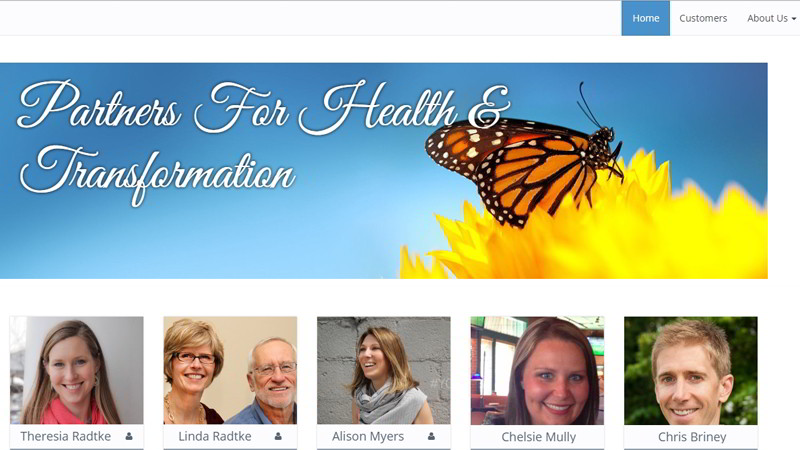 Home Customers About Us
Partners For Health &
Transformation
Theresia Radtke
Linda Radtke
Alison Myers
Chelsie Mully
Chris Briney